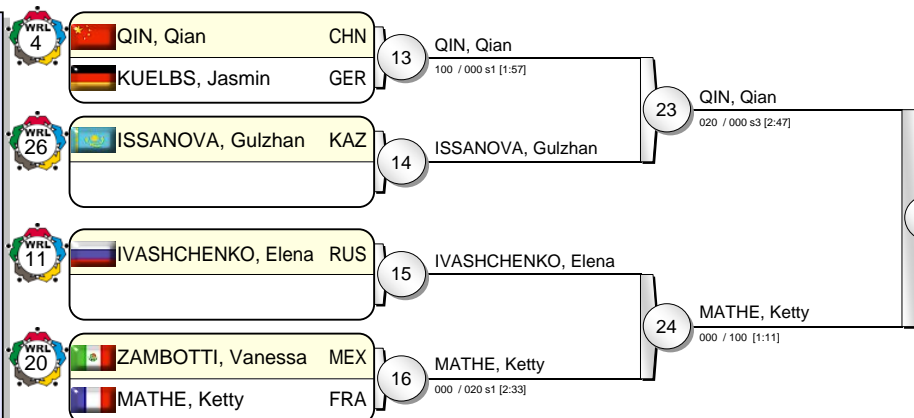 WRL
4
QIN, Qian CHN
KUELBS, Jasmin GER
13
QIN, Qian
100 / 000 s1 [1:57]
WRL
26
ISSANOVA, Gulzhan KAZ
14
ISSANOVA, Gulzhan
23
QIN, Qian
020 / 000 s3 [2:47]
WRL
11
IVASHCHENKO, Elena RUS
15
IVASHCHENKO, Elena
WRL
20
ZAMBOTTI, Vanessa MEX
MATHE, Ketty FRA
16
MATHE, Ketty
000 / 020 s1 [2:33]
24
MATHE, Ketty
000 / 100 [1:11]